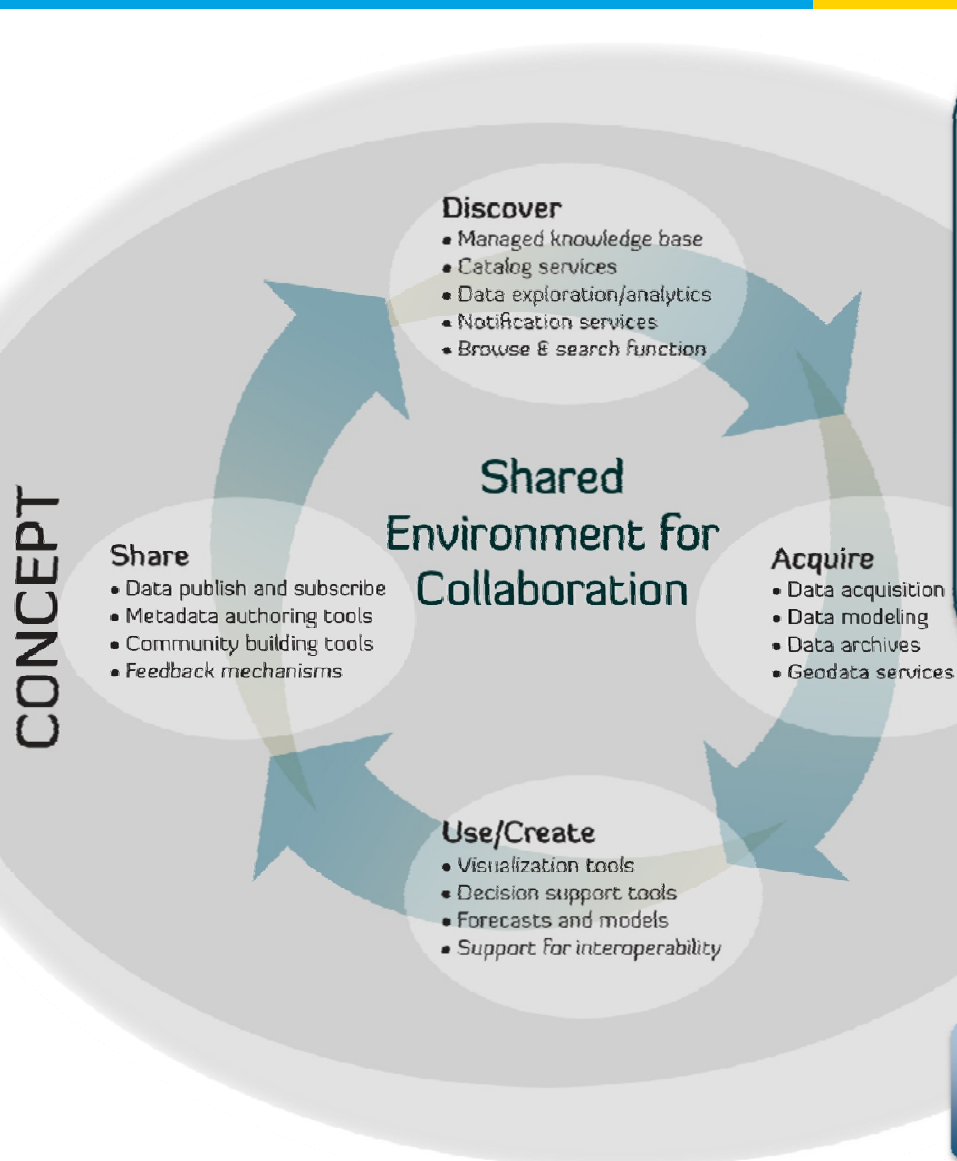 CONCEPT
Discover
• Managed knowledge base
• Catalog services
• Data exploration/analytics
• Notification services
• Browse & search function
Shared
Environment for
Collaboration
Share
• Data publish and subscribe
• Metadata authoring tools
• Community building tools
• Feedback mechanisms
Acquire
• Data acquisition
• Data modeling
• Data archives
• Geodata services
Use/Create
• Visualization tools
• Decision support tools
• Forecasts and models
• Support for interoperability